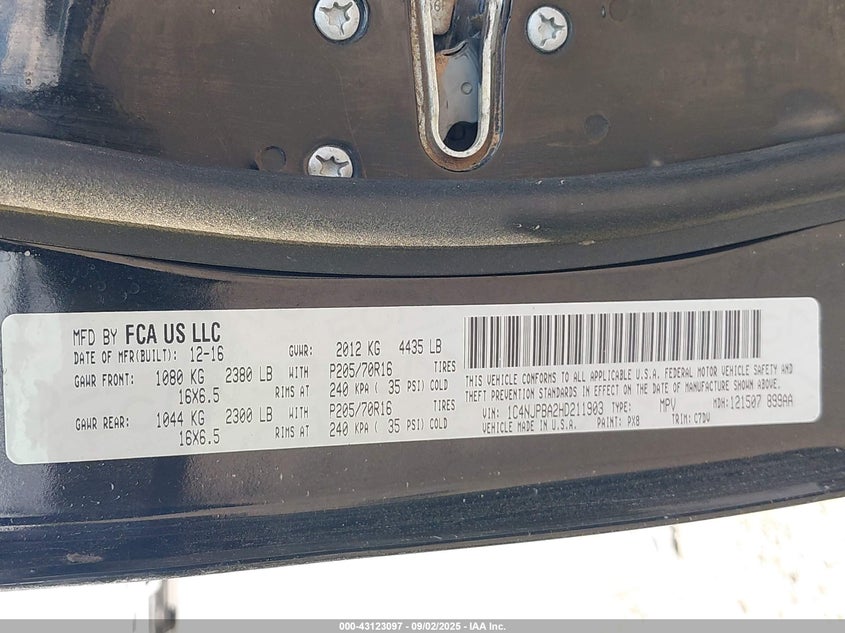 MFD BY FCA US LLC
DATE OF MFR(BUILT): 12-16 GVWR: 2012 KG 4435 LB
GAWR FRONT: 1080 KG 2380 LB WITH P205/70R16 TIRES
16X6.5 RIMS AT 240 KPA ( 35 PSI) COLD
GAWR REAR: 1044 KG 2300 LB WITH P205/70R16 TIRES
16X6.5 RIMS AT 240 KPA ( 35 PSI) COLD
THIS VEHICLE CONFORMS TO ALL APPLICABLE U.S.A. FEDERAL MOTOR VEHICLE SAFETY AND
THEFT PREVENTION STANDARDS IN EFFECT ON THE DATE OF MANUFACTURE SHOWN ABOVE.
VIN: 1C4NJPBA2HD211903 TYPE: MPV MDH: 121507 899AA
VEHICLE MADE IN U.S.A. PAINT: PX8 TRIM: C7DV
000-43123097 - 09/02/2025 - IAA Inc.